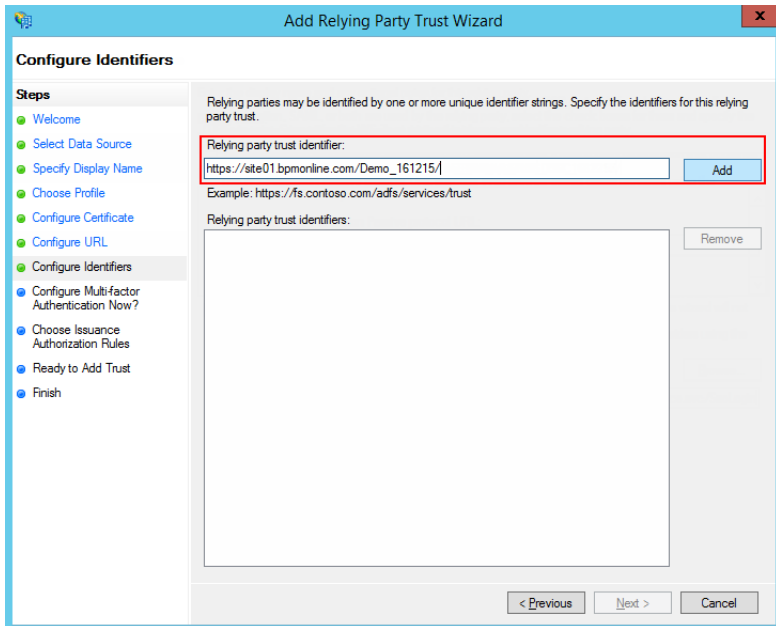 Add Relying Party Trust Wizard
x
Configure Identifiers
Steps
Welcome
Select Data Source
Specify Display Name
Choose Profile
Configure Certificate
Configure URL
Configure Identifiers
Configure Multi-factor
Authentication Now?
Choose Issuance
Authorization Rules
Ready to Add Trust
Finish
Relying parties may be identified by one or more unique identifier strings. Specify the identifiers for this relying
party trust.
Relying party trust identifier:
https://site01.bpmonline.com/Demo_161215/
Add
Example: https://fs.contoso.com/adfs/services/trust
Relying party trust identifiers:
Remove
< Previous
Next >
Cancel